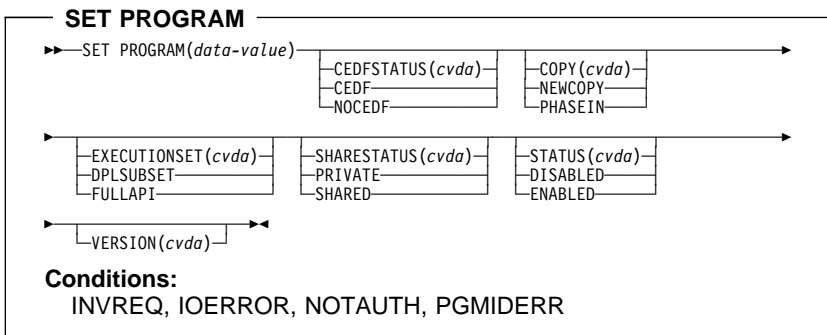 SET PROGRAM
SET PROGRAM(data-value)
CEDFSTATUS(cvda)
CEDF
NOCEDF
COPY(cvda)
NEWCOPY
PHASEIN
EXECUTIONSET(cvda)
DPLSUBSET
FULLAPI
SHARESTATUS(cvda)
PRIVATE
SHARED
STATUS(cvda)
DISABLED
ENABLED
VERSION(cvda)
Conditions:
INVREQ, IOERROR, NOTAUTH, PGMIDERR